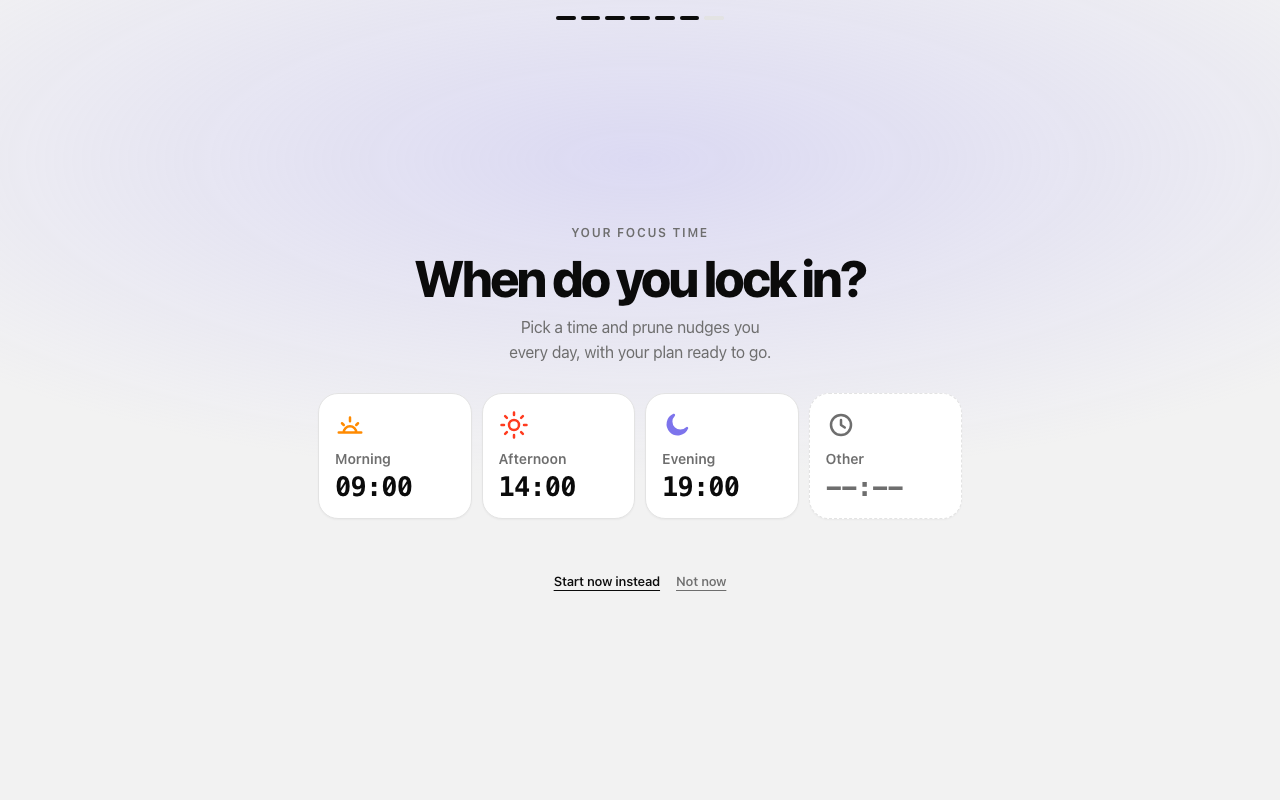 YOUR FOCUS TIME
When do you lock in?
Pick a time and prune nudges you
every day, with your plan ready to go.
Morning
09:00
Afternoon
14:00
Evening
19:00
Other
––:––
Start now instead
Not now